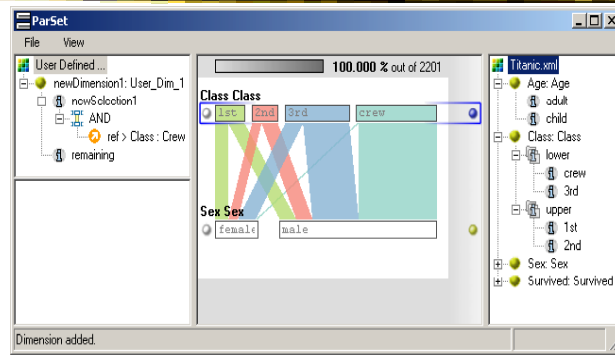 ParSet
File View
User Defined ...
newDimension1: User_Dim_1
newSelection1
AND
ref > Class : Crew
remaining
100.000 % out of 2201
Class Class
1st 2nd 3rd crew
Sex Sex
female male
Titanic.xml
Age: Age
adult
child
Class: Class
lower
crew
3rd
upper
1st
2nd
Sex: Sex
Survived: Survived
Dimension added.